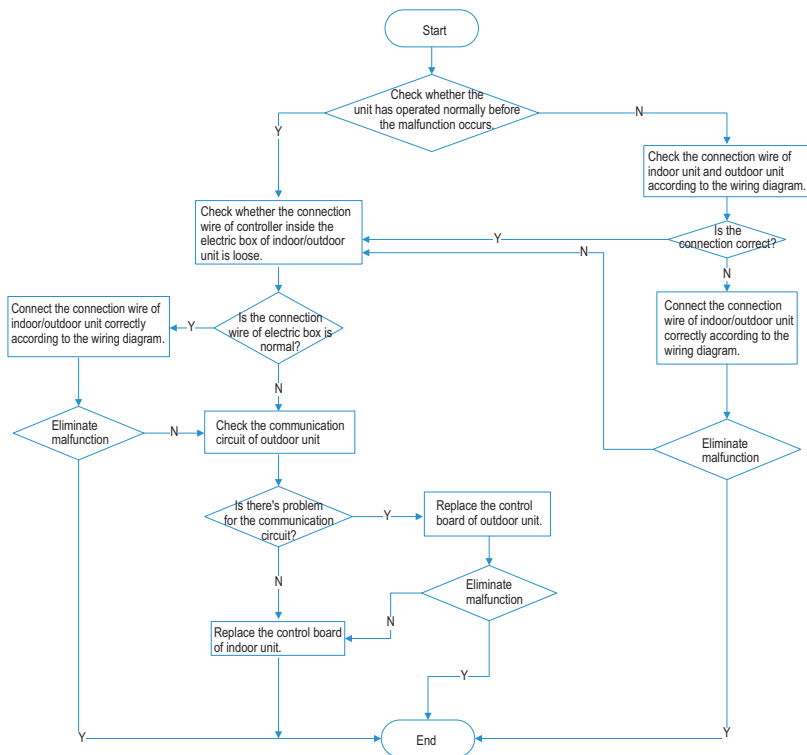 Start
Check whether the
unit has operated normally before
the malfunction occurs.
Y
N
Check the connection wire of
indoor unit and outdoor unit
according to the wiring diagram.
Check whether the connection
wire of controller inside the
electric box of indoor/outdoor
unit is loose.
Y
Is the
connection correct?
N
N
Connect the connection wire of
indoor/outdoor unit correctly
according to the wiring diagram.
Y
Is the connection
wire of electric box is
normal?
Connect the connection
wire of indoor/outdoor unit
correctly according to the
wiring diagram.
N
Eliminate
malfunction
N
Check the communication
circuit of outdoor unit
Eliminate
malfunction
Is there's problem
for the communication
circuit?
Y
Replace the control
board of outdoor unit.
N
Eliminate
malfunction
N
Replace the control board
of indoor unit.
Y
Y
End
Y